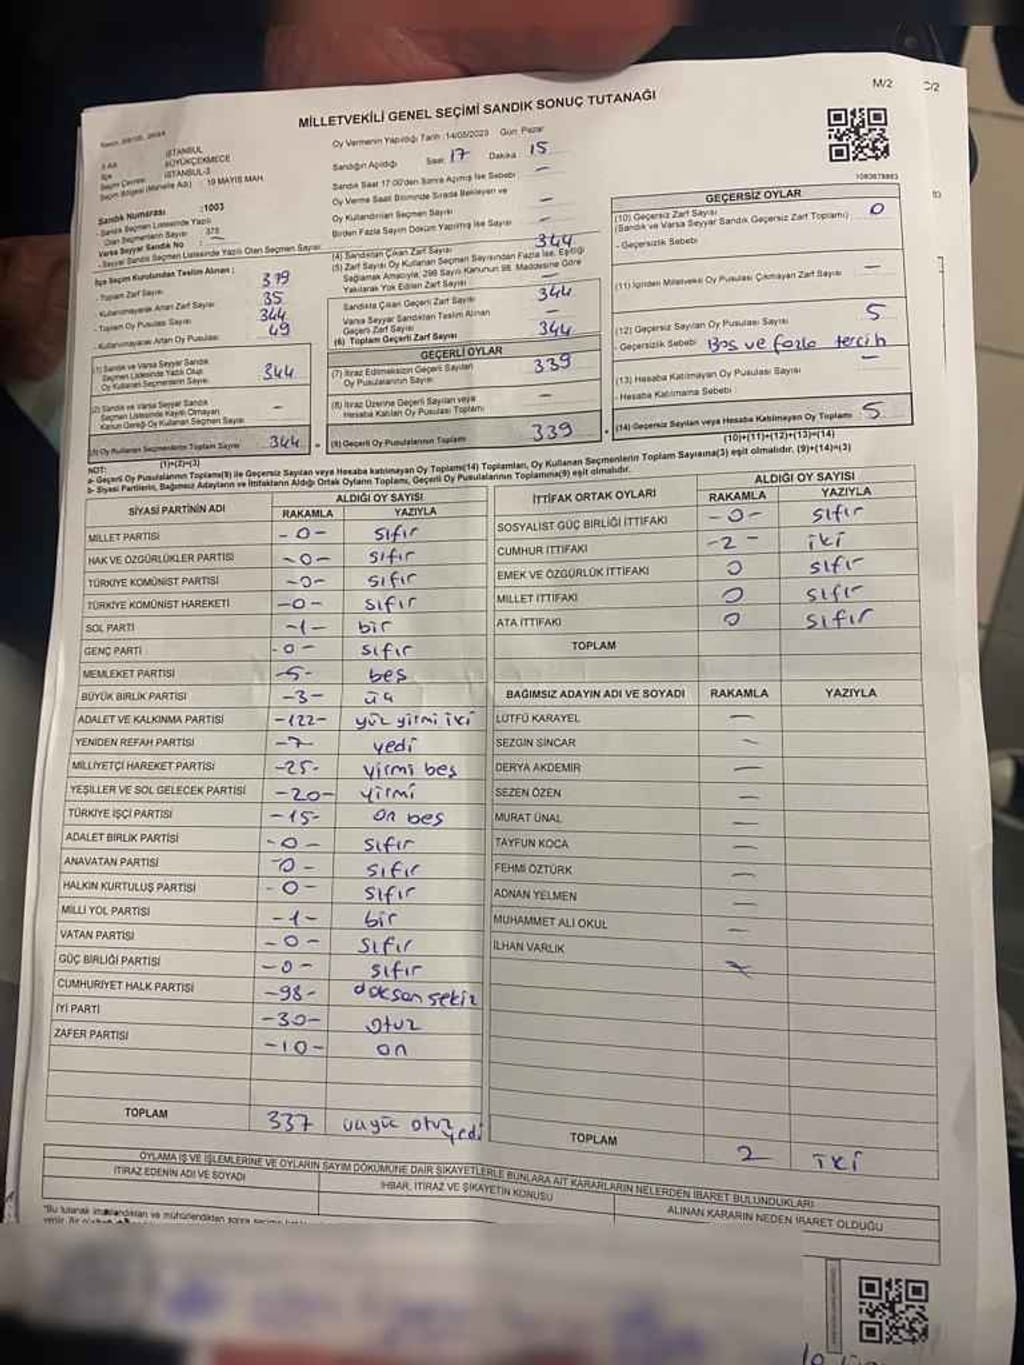 M/2
C/2
MİLLETVEKİLİ GENEL SEÇİMİ SANDIK SONUÇ TUTANAĞI
İSTANBUL
BÜYÜKÇEKMECE
Seçim Çevresi : İSTANBUL-3
Seçim Bölgesi (Mahalle Adı) : 19 MAYIS MAH.
Sandık Numarası : 1003
- Sandık Seçmen Listesinde Yazılı
Olan Seçmenlerin Sayısı : 375
Varsa Seyyar Sandık No : —
- Seyyar Sandık Seçmen Listesinde Yazılı Olan Seçmen Sayısı
Oy Vermenin Yapıldığı Tarih :14/05/2023 Gün: Pazar
Sandığın Açıldığı Saat: 17 Dakika: 15
Sandık Saat 17.00'den Sonra Açılmış İse Sebebi —
Oy Verme Saati Bitiminde Sırada Bekleyen ve
Oy Kullandırılan Seçmen Sayısı —
Birden Fazla Sayım Döküm Yapılmış İse Sayısı —
1083678883
İlçe Seçim Kurulundan Teslim Alınan ;
- Toplam Zarf Sayısı 379
- Kullanılmayarak Artan Zarf Sayısı 35
- Toplam Oy Pusulası Sayısı 344
- Kullanılmayarak Artan Oy Pusulası 49
(1) Sandık ve Varsa Seyyar Sandık
Seçmen Listesinde Yazılı Olup
Oy Kullanan Seçmenlerin Sayısı 344
(2) Sandık ve Varsa Seyyar Sandık
Seçmen Listesinde Kayıtlı Olmayan
Kanun Gereği Oy Kullanan Seçmen Sayısı —
(3) Oy Kullanan Seçmenlerin Toplam Sayısı 344
(1)+(2)=(3)
(4) Sandıktan Çıkan Zarf Sayısı 344
(5) Zarf Sayısı Oy Kullanan Seçmen Sayısından Fazla İse, Eşitliği
Sağlamak Amacıyla, 298 Sayılı Kanunun 98. Maddesine Göre
Yakılarak Yok Edilen Zarf Sayısı —
Sandıkta Çıkan Geçerli Zarf Sayısı 344
Varsa Seyyar Sandıktan Teslim Alınan
Geçerli Zarf Sayısı —
(6) Toplam Geçerli Zarf Sayısı 344
GEÇERLİ OYLAR
(7) İtiraz Edilmeksizin Geçerli Sayılan
Oy Pusulalarının Sayısı 339
(8) İtiraz Üzerine Geçerli Sayılan veya
Hesaba Katılan Oy Pusulası Toplamı —
(9) Geçerli Oy Pusulalarının Toplamı 339
GEÇERSİZ OYLAR
(10) Geçersiz Zarf Sayısı
(Sandık ve Varsa Seyyar Sandık Geçersiz Zarf Toplamı) 0
- Geçersizlik Sebebi
(11) İçinden Milletvekili Oy Pusulası Çıkmayan Zarf Sayısı —
(12) Geçersiz Sayılan Oy Pusulası Sayısı 5
- Geçersizlik Sebebi Boş ve fazla tercih
(13) Hesaba Katılmayan Oy Pusulası Sayısı —
- Hesaba Katılmama Sebebi :
(14) Geçersiz Sayılan veya Hesaba Katılmayan Oy Toplamı 5
(10)+(11)+(12)+(13)=(14)
NOT:
a- Geçerli Oy Pusulalarının Toplamı(9) ile Geçersiz Sayılan veya Hesaba katılmayan Oy Toplamı(14) Toplamları, Oy Kullanan Seçmenlerin Toplam Sayısına(3) eşit olmalıdır. (9)+(14)=(3)
b- Siyasi Partilerin, Bağımsız Adayların ve İttifakların Aldığı Ortak Oyların Toplamı, Geçerli Oy Pusulalarının Toplamına(9) eşit olmalıdır.
SİYASİ PARTİNİN ADI ALDIĞI OY SAYISI
RAKAMLA YAZIYLA
MİLLET PARTİSİ -0- sıfır
HAK VE ÖZGÜRLÜKLER PARTİSİ -0- sıfır
TÜRKİYE KOMÜNİST PARTİSİ -0- sıfır
TÜRKİYE KOMÜNİST HAREKETİ -0- sıfır
SOL PARTİ -1- bir
GENÇ PARTİ -0- sıfır
MEMLEKET PARTİSİ -5- beş
BÜYÜK BİRLİK PARTİSİ -3- üç
ADALET VE KALKINMA PARTİSİ -122- yüz yirmi iki
YENİDEN REFAH PARTİSİ -7- yedi
MİLLİYETÇİ HAREKET PARTİSİ -25- yirmi beş
YEŞİLLER VE SOL GELECEK PARTİSİ -20- yirmi
TÜRKİYE İŞÇİ PARTİSİ -15- on beş
ADALET BİRLİK PARTİSİ -0- sıfır
ANAVATAN PARTİSİ -0- sıfır
HALKIN KURTULUŞ PARTİSİ -0- sıfır
MİLLİ YOL PARTİSİ -1- bir
VATAN PARTİSİ -0- sıfır
GÜÇ BİRLİĞİ PARTİSİ -0- sıfır
CUMHURİYET HALK PARTİSİ -98- doksan sekiz
İYİ PARTİ -30- otuz
ZAFER PARTİSİ -10- on
TOPLAM 337 üçyüz otuz yedi
İTTİFAK ORTAK OYLARI ALDIĞI OY SAYISI
RAKAMLA YAZIYLA
SOSYALİST GÜÇ BİRLİĞİ İTTİFAKI -0- sıfır
CUMHUR İTTİFAKI -2- iki
EMEK VE ÖZGÜRLÜK İTTİFAKI 0 sıfır
MİLLET İTTİFAKI 0 sıfır
ATA İTTİFAKI 0 sıfır
TOPLAM
BAĞIMSIZ ADAYIN ADI VE SOYADI RAKAMLA YAZIYLA
LÜTFÜ KARAYEL —
SEZGİN SİNCAR —
DERYA AKDEMİR —
SEZEN ÖZEN —
MURAT ÜNAL —
TAYFUN KOCA —
FEHMİ ÖZTÜRK —
ADNAN YELMEN —
MUHAMMET ALİ OKUL —
İLHAN VARLIK
TOPLAM 2 iki
OYLAMA İŞ VE İŞLEMLERİNE VE OYLARIN SAYIM DÖKÜMÜNE DAİR ŞİKAYETLERLE BUNLARA AİT KARARLARIN NELERDEN İBARET BULUNDUKLARI
İTİRAZ EDENİN ADI VE SOYADI
İHBAR, İTİRAZ VE ŞİKAYETİN KONUSU
ALINAN KARARIN NEDEN İBARET OLDUĞU